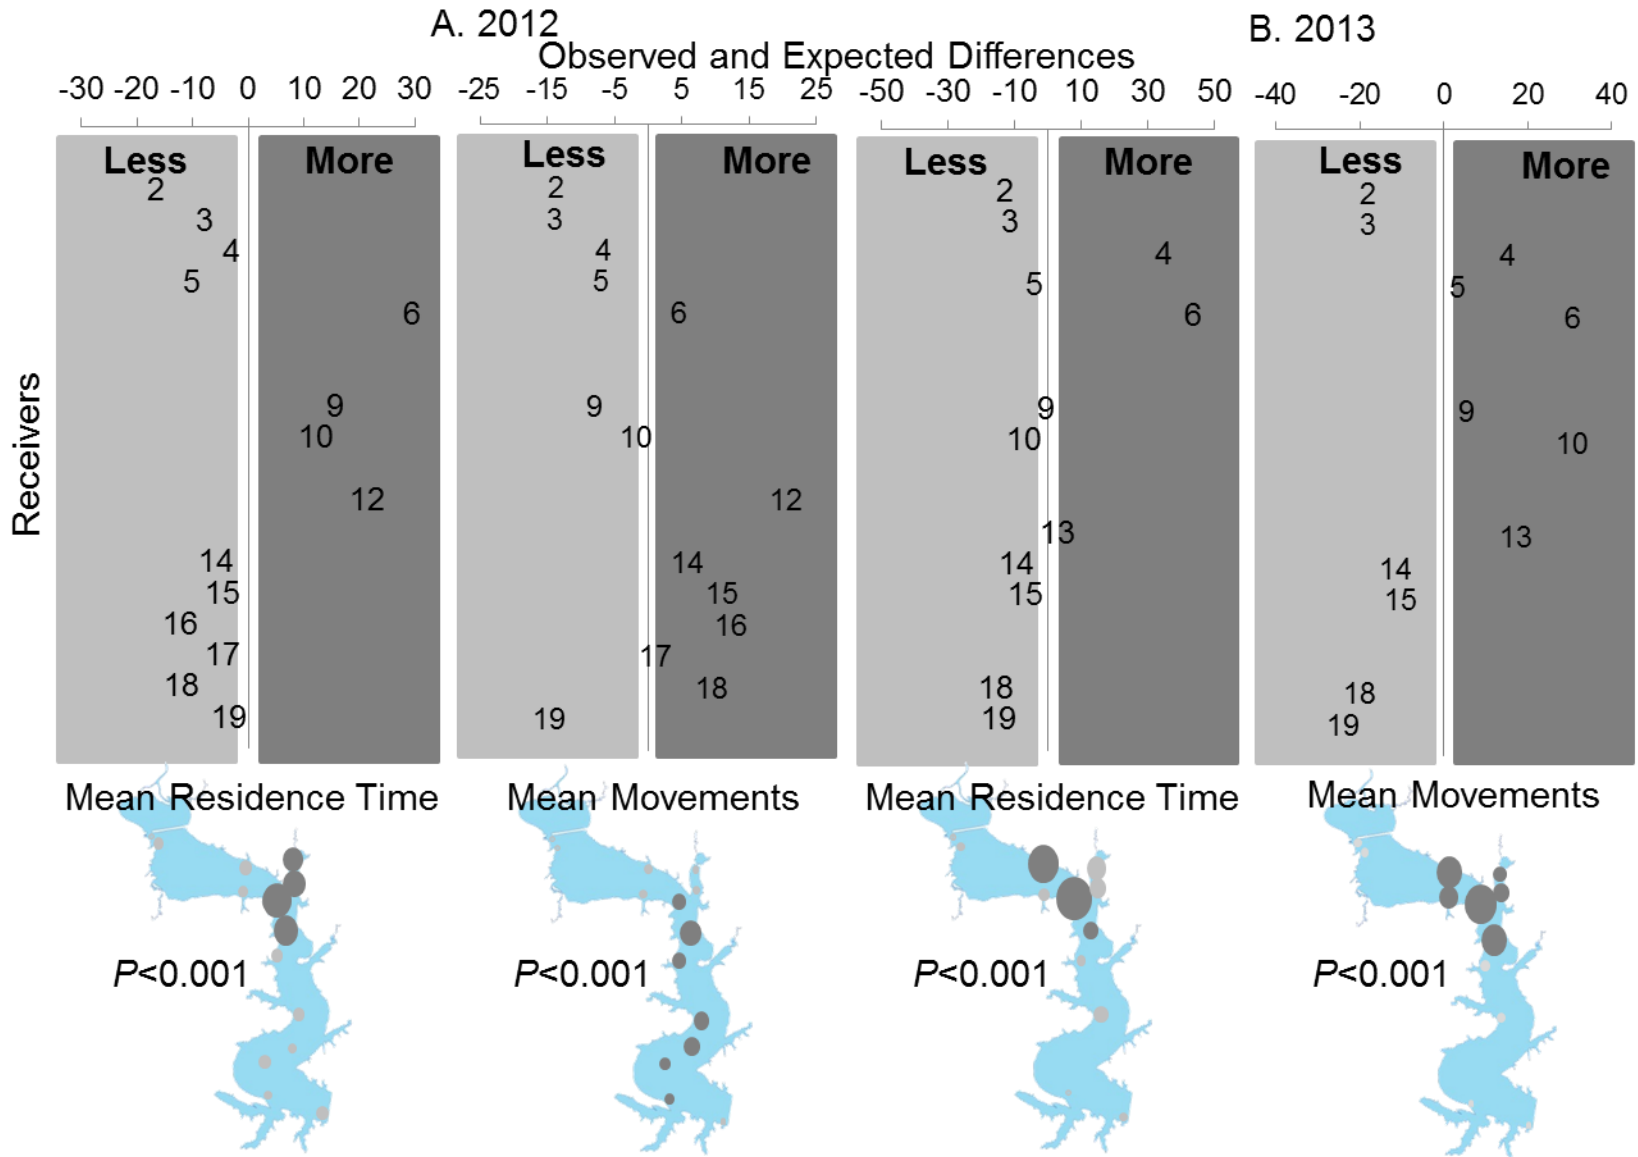 A. 2012 B. 2013
Observed and Expected Differences
-30 -20 -10 0 10 20 30 -25 -15 -5 5 15 25 -50 -30 -10 10 30 50 -40 -20 0 20 40
Less More Less More Less More Less More
2 2 2 2
3 3 3 3
4 4 4 4
5 5 5 5
6 6 6 6
9 9 9 9
10 10 10 10
12 12
13 13
14 14 14 14
15 15 15 15
16 16
17 17
18 18 18 18
19 19 19 19
Receivers
Mean Residence Time Mean Movements Mean Residence Time Mean Movements
P<0.001 P<0.001 P<0.001 P<0.001